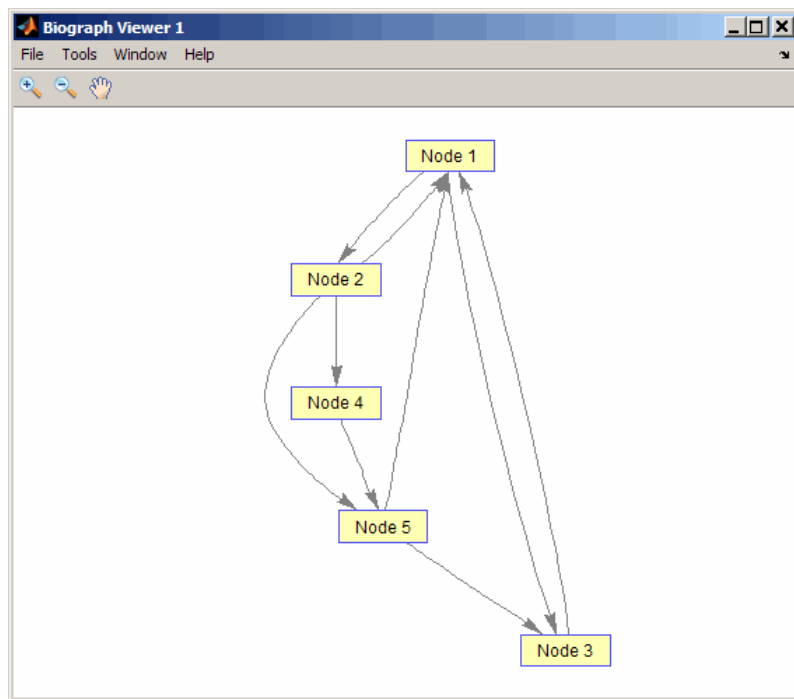 Biograph Viewer 1
File Tools Window Help
Node 1
Node 2
Node 4
Node 5
Node 3